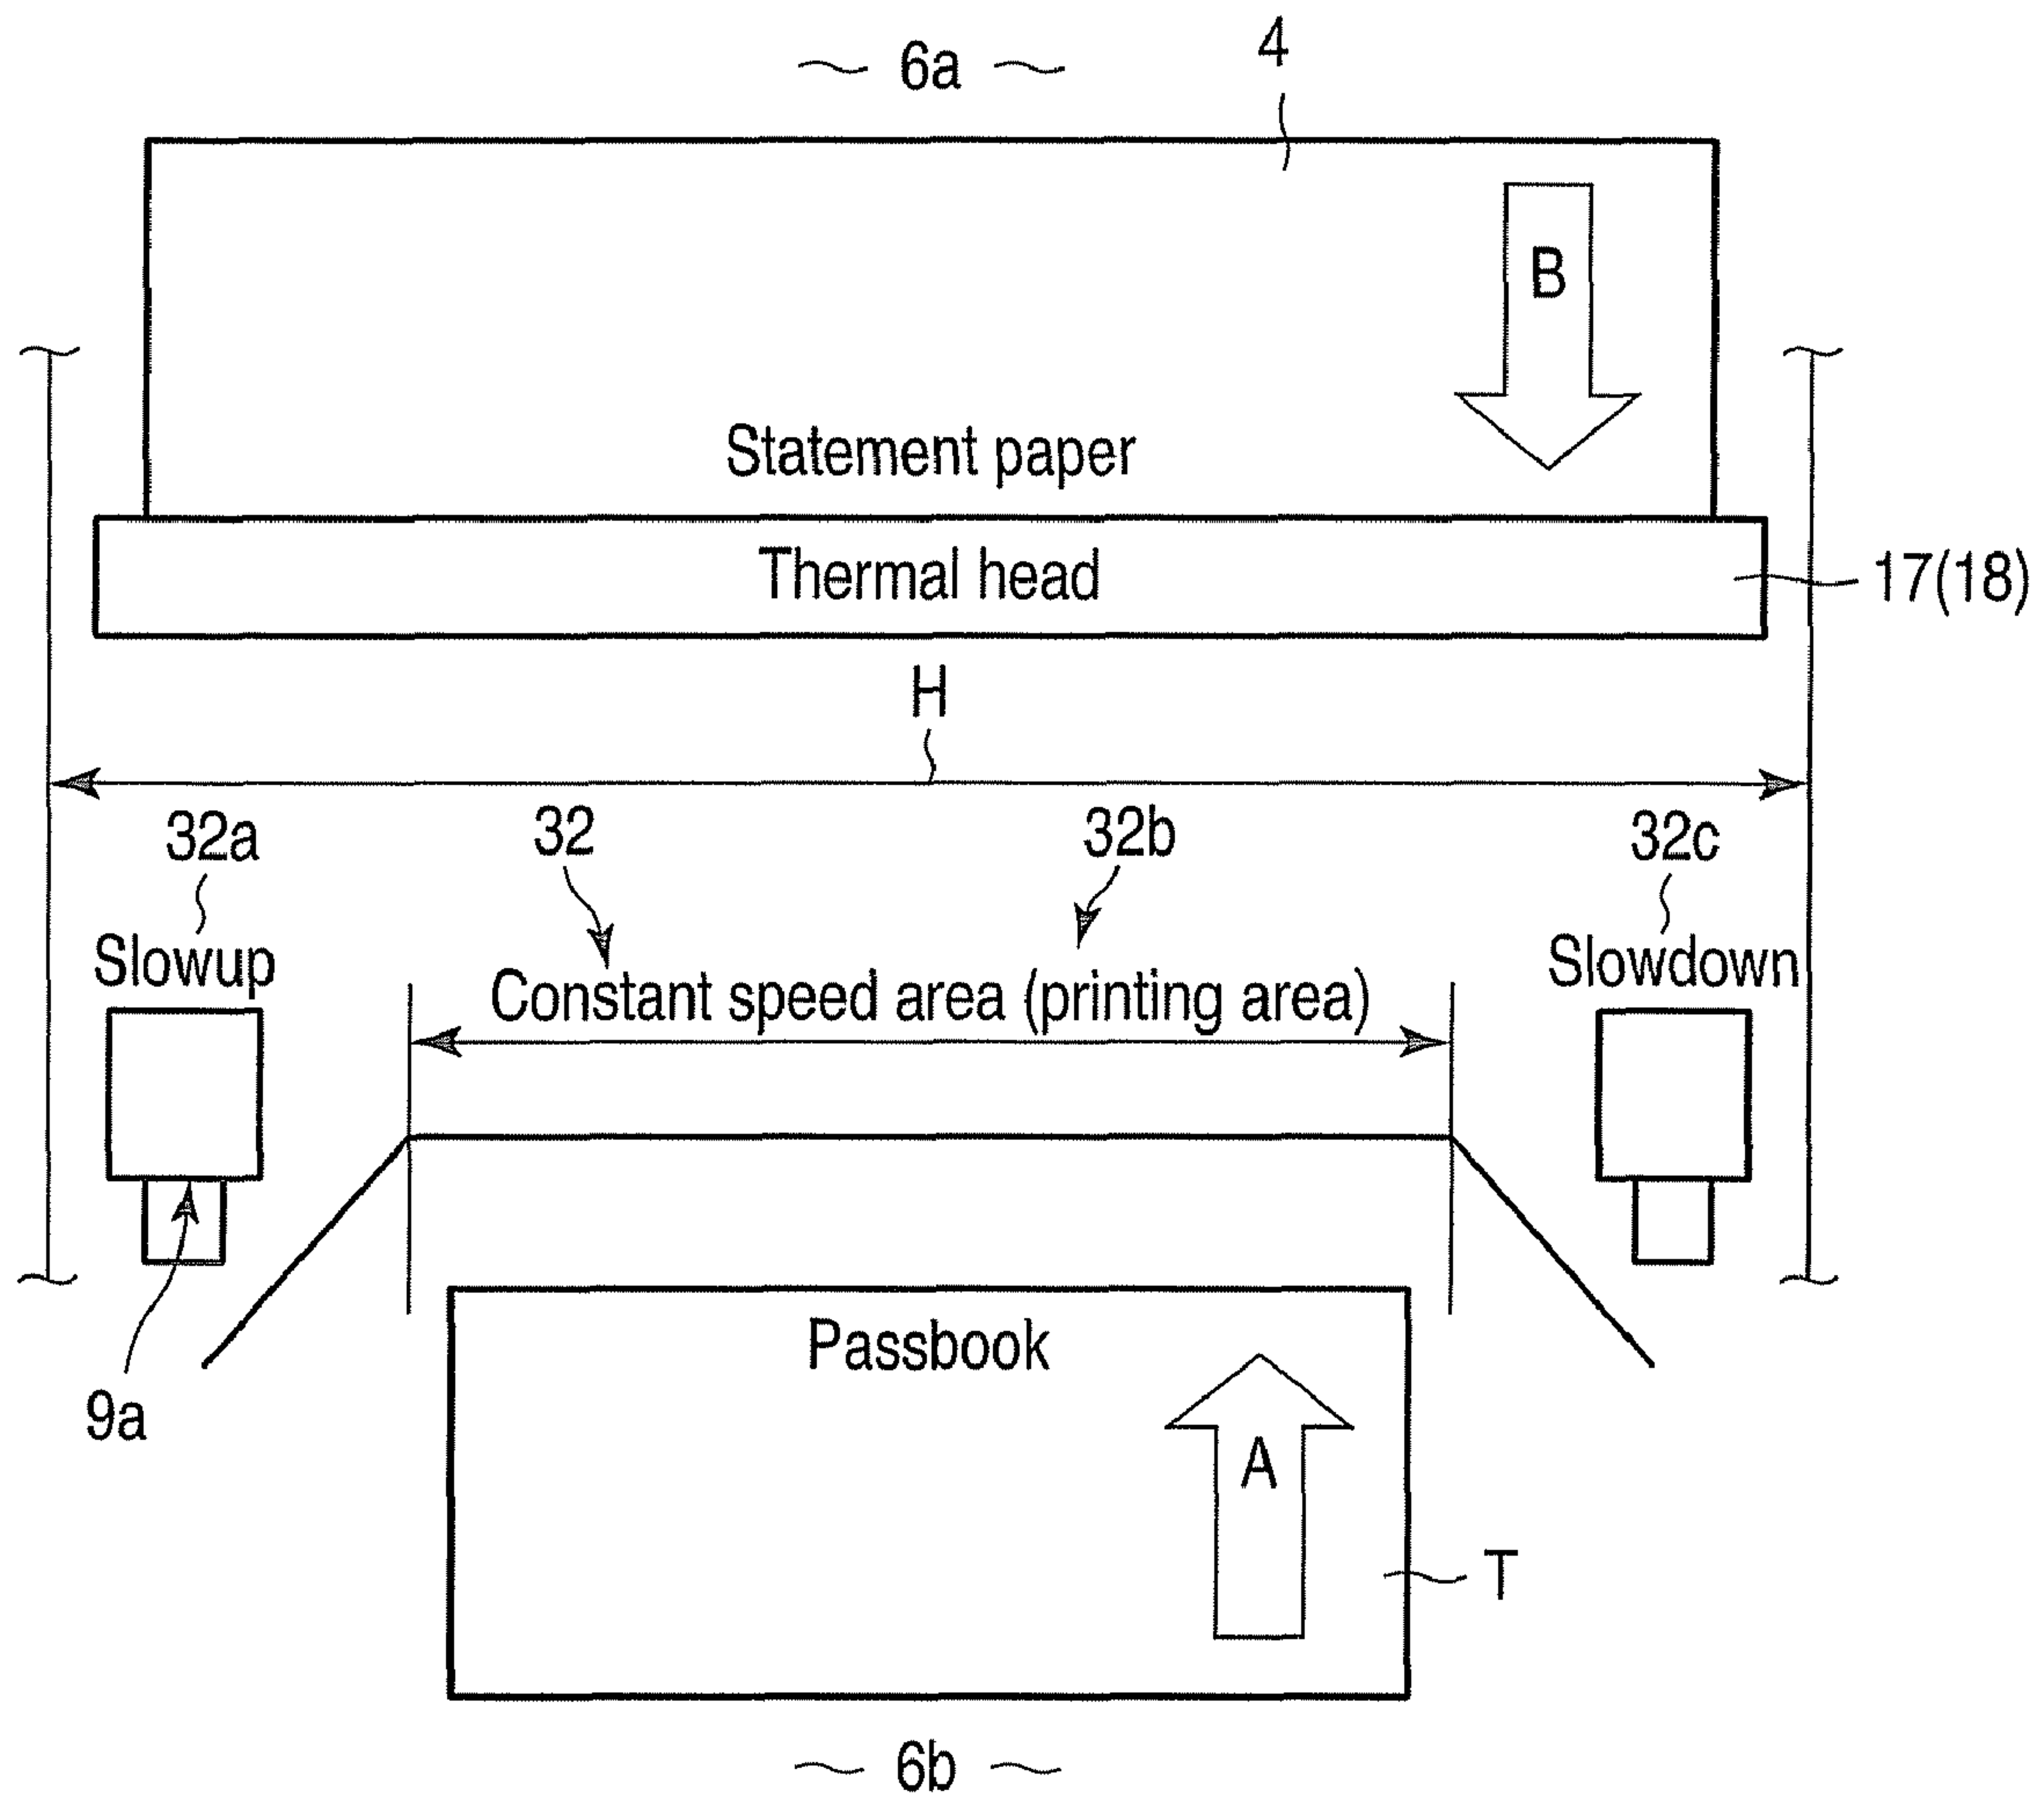 6a
4
B
Statement paper
Thermal head
17(18)
H
32a
32
32b
32c
Slowup
Slowdown
Constant speed area (printing area)
Passbook
9a
A
T
6b